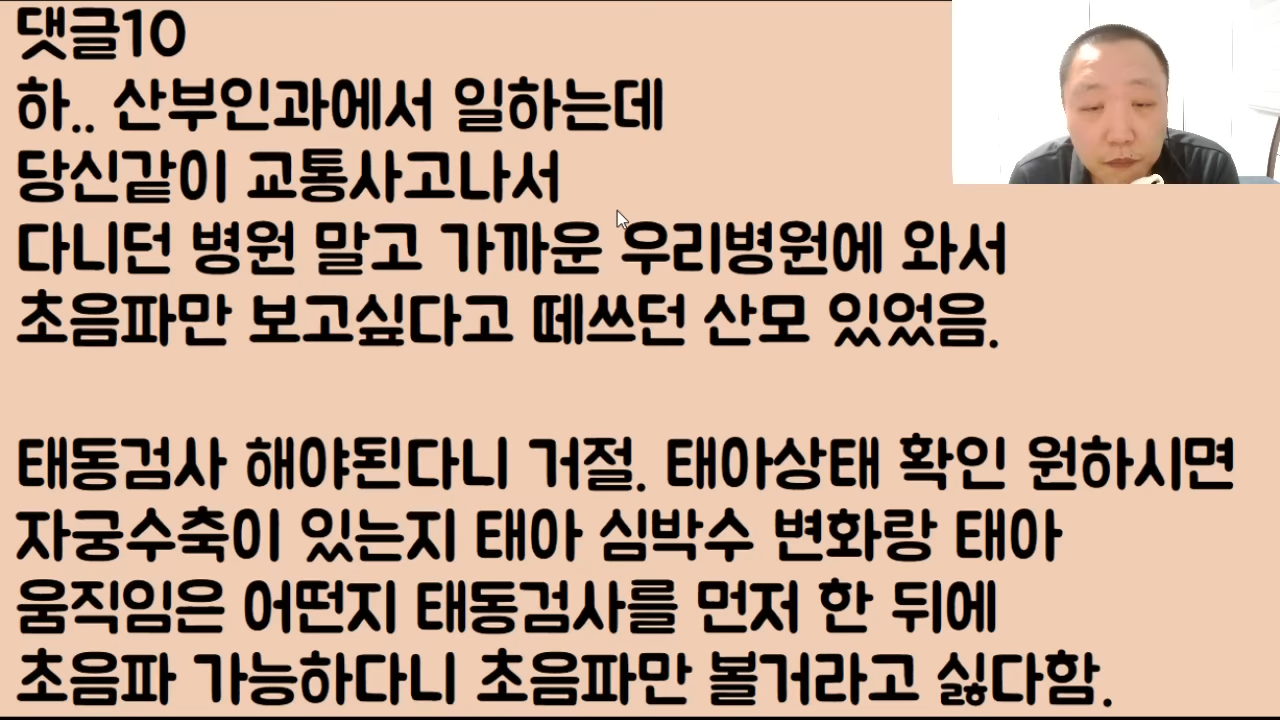 댓글10
하.. 산부인과에서 일하는데
당신같이 교통사고나서
다니던 병원 말고 가까운 우리병원에 와서
초음파만 보고싶다고 떼쓰던 산모 있었음.
태동검사 해야된다니 거절. 태아상태 확인 원하시면
자궁수축이 있는지 태아 심박수 변화랑 태아
움직임은 어떤지 태동검사를 먼저 한 뒤에
초음파 가능하다니 초음파만 볼거라고 싫다함.